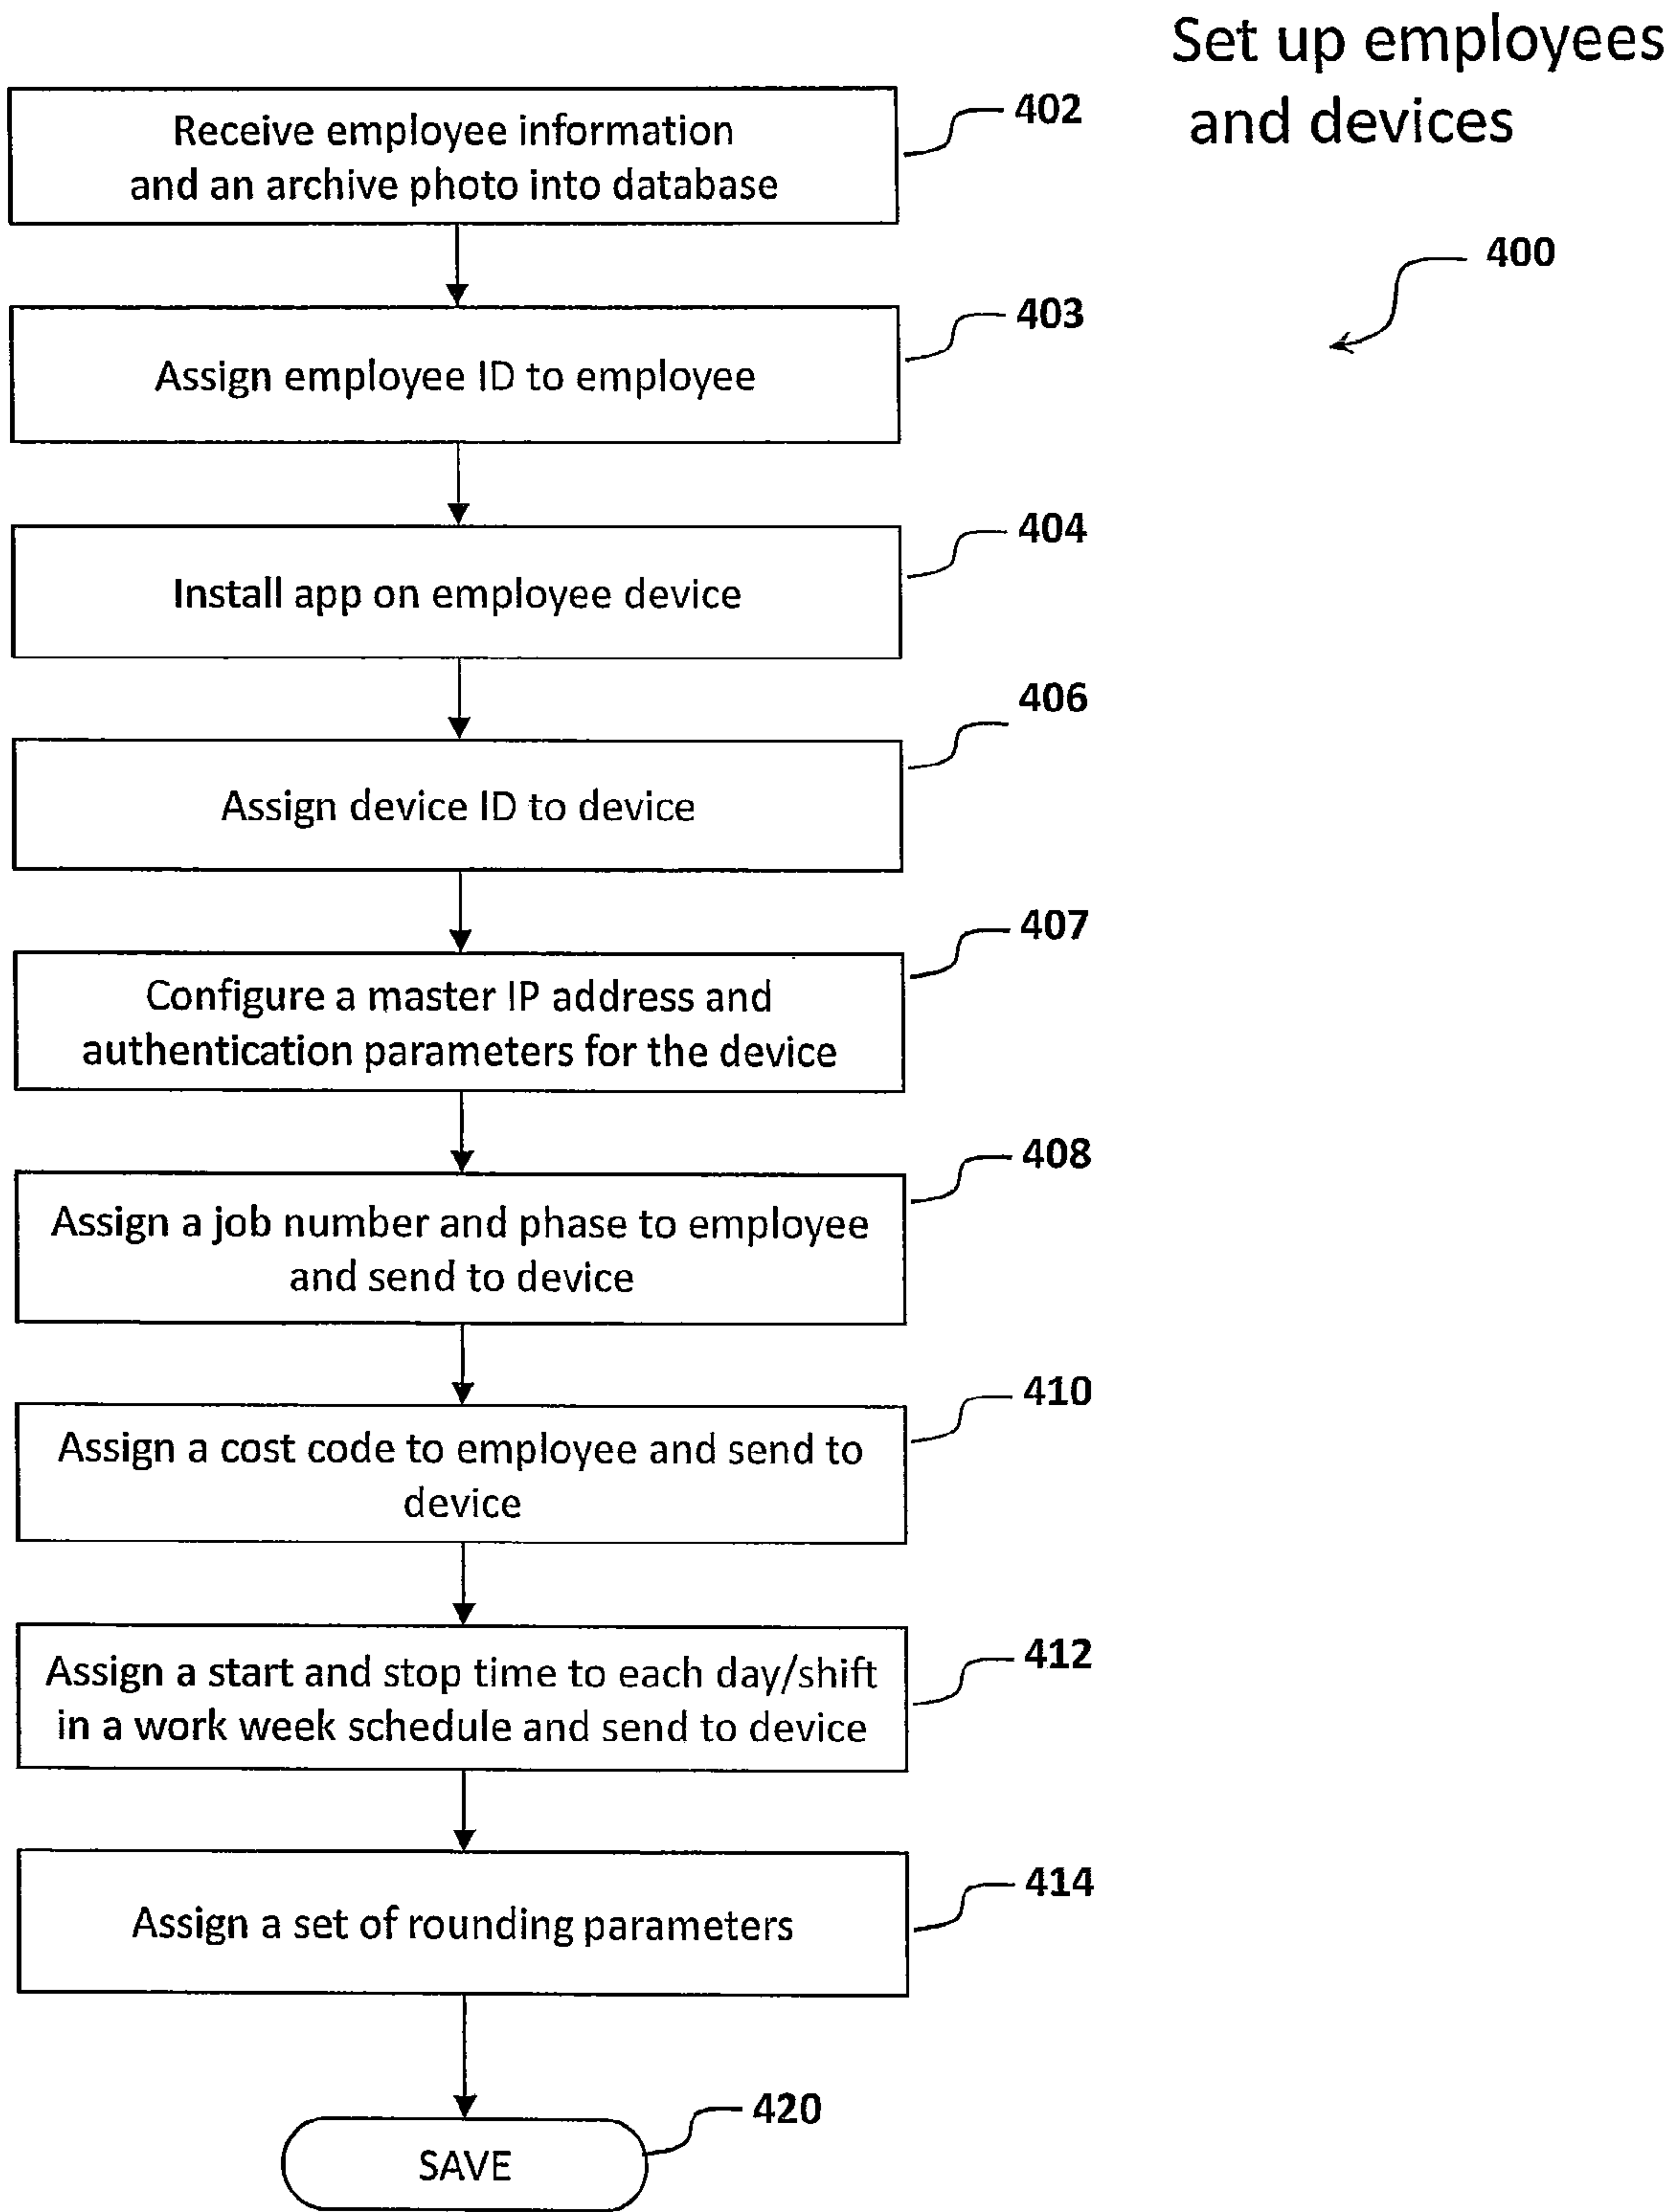 Set up employees
and devices
400
Receive employee information
and an archive photo into database
402
Assign employee ID to employee
403
Install app on employee device
404
Assign device ID to device
406
Configure a master IP address and
authentication parameters for the device
407
Assign a job number and phase to employee
and send to device
408
Assign a cost code to employee and send to
device
410
Assign a start and stop time to each day/shift
in a work week schedule and send to device
412
Assign a set of rounding parameters
414
SAVE
420